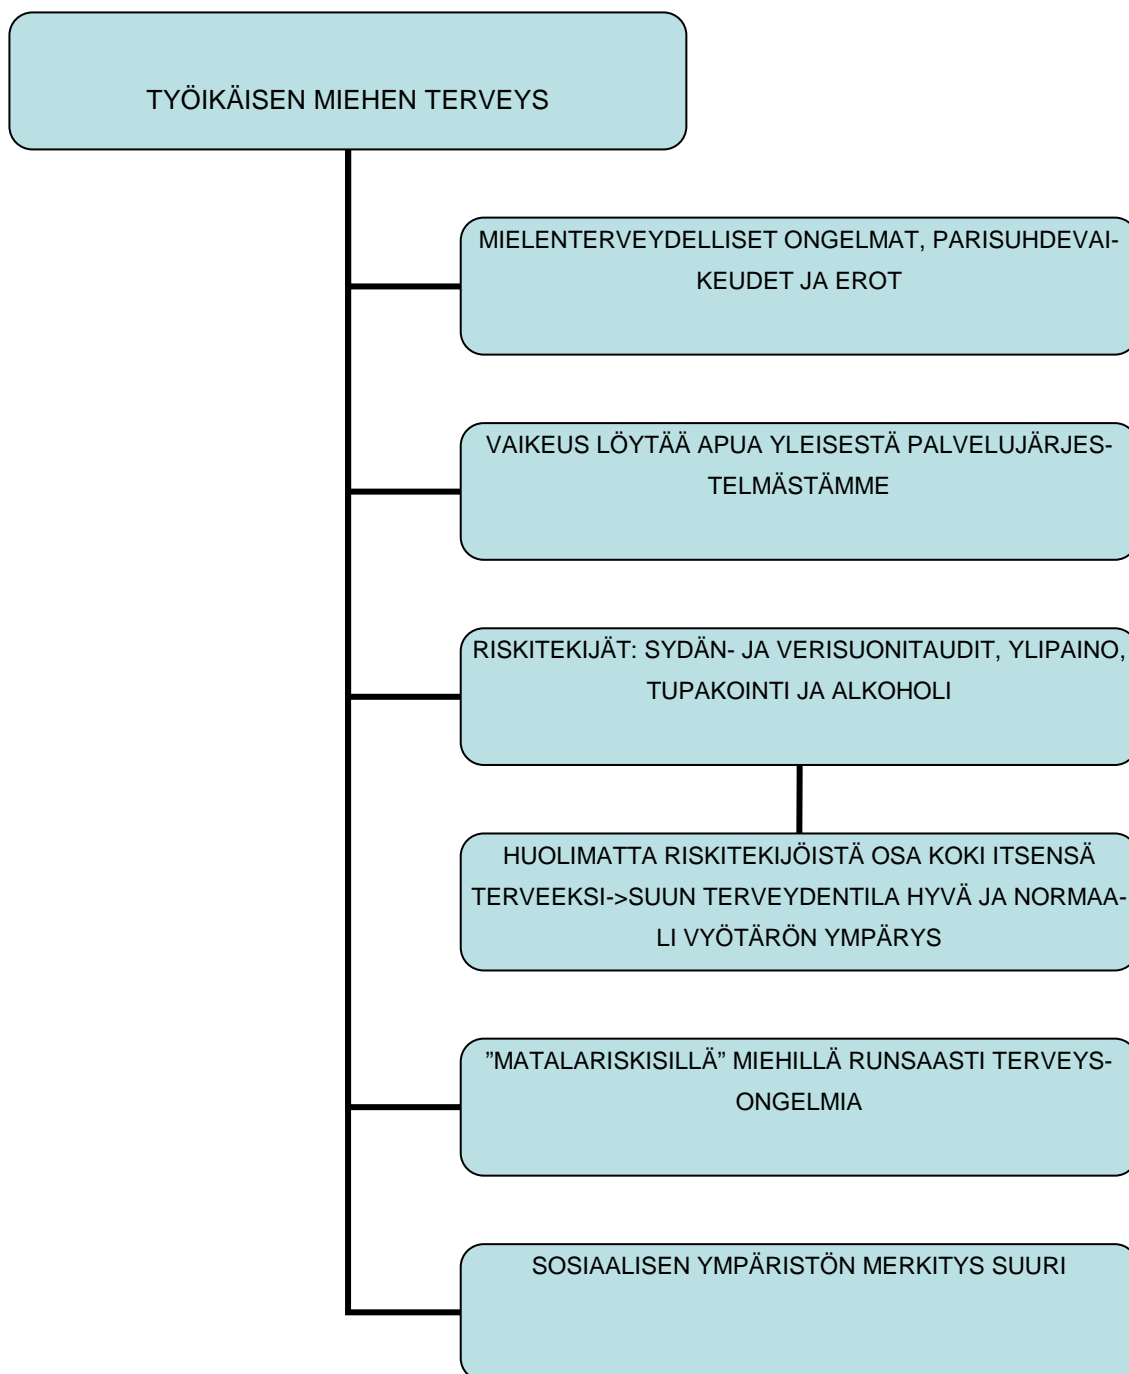 TYÖIKÄISEN MIEHEN TERVEYS
MIELENTERVEYDELLISET ONGELMAT, PARISUHDEVAI-
KEUDET JA EROT
VAIKEUS LÖYTÄÄ APUA YLEISESTÄ PALVELUJÄRJES-
TELMÄSTÄMME
RISKITEKIJÄT: SYDÄN- JA VERISUONITAUDIT, YLIPAINO,
TUPAKOINTI JA ALKOHOLI
HUOLIMATTA RISKITEKIJÖISTÄ OSA KOKI ITSENSÄ
TERVEEKSI->SUUN TERVEYDENTILA HYVÄ JA NORMAA-
LI VYÖTÄRÖN YMPÄRYS
”MATALARISKISILLÄ” MIEHILLÄ RUNSAASTI TERVEYS-
ONGELMIA
SOSIAALISEN YMPÄRISTÖN MERKITYS SUURI